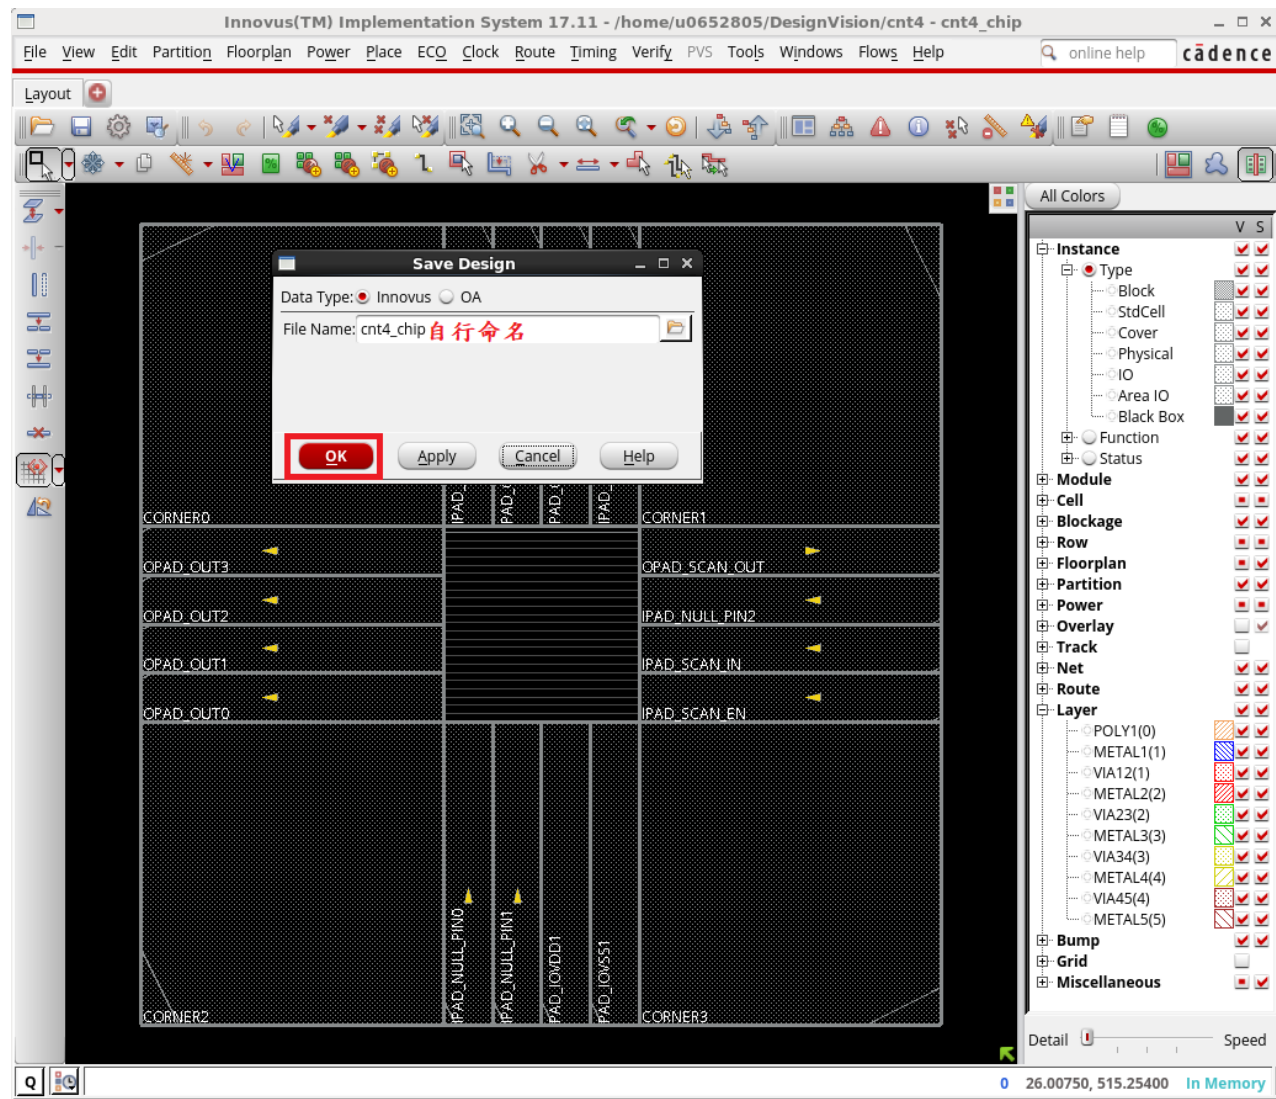 Innovus(TM) Implementation System 17.11 - /home/u0652805/DesignVision/cnt4 - cnt4_chip
File View Edit Partition Floorplan Power Place ECO Clock Route Timing Verify PVS Tools Windows Flows Help
online help
cādence
Layout
All Colors
V S
Instance
Type
Block
StdCell
Cover
Physical
IO
Area IO
Black Box
Function
Status
Module
Cell
Blockage
Row
Floorplan
Partition
Power
Overlay
Track
Net
Route
Layer
POLY1(0)
METAL1(1)
VIA12(1)
METAL2(2)
VIA23(2)
METAL3(3)
VIA34(3)
METAL4(4)
VIA45(4)
METAL5(5)
Bump
Grid
Miscellaneous
Detail Speed
Save Design
Data Type: Innovus OA
File Name: cnt4_chip 自行命名
OK Apply Cancel Help
CORNER0
CORNER1
OPAD_OUT3
OPAD_SCAN_OUT
OPAD_OUT2
IPAD_NULL_PIN2
OPAD_OUT1
IPAD_SCAN_IN
OPAD_OUT0
IPAD_SCAN_EN
IPAD_NULL_PIN0
IPAD_NULL_PIN1
PAD_IOVDD1
PAD_IOVSS1
CORNER2
CORNER3
Q
0 26.00750, 515.25400 In Memory